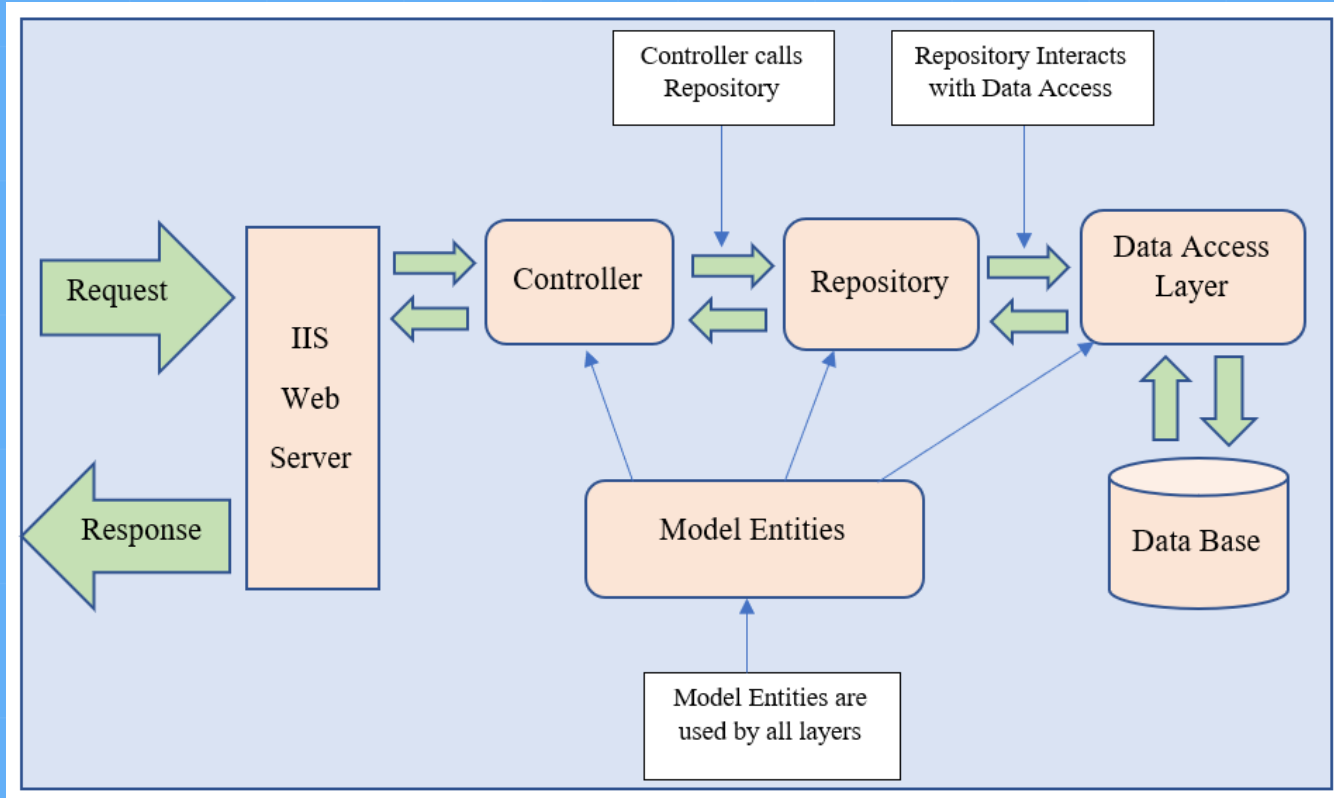 Controller calls
Repository
Repository Interacts
with Data Access
Request
IIS
Web
Server
Controller
Repository
Data Access
Layer
Response
Model Entities
Data Base
Model Entities are
used by all layers